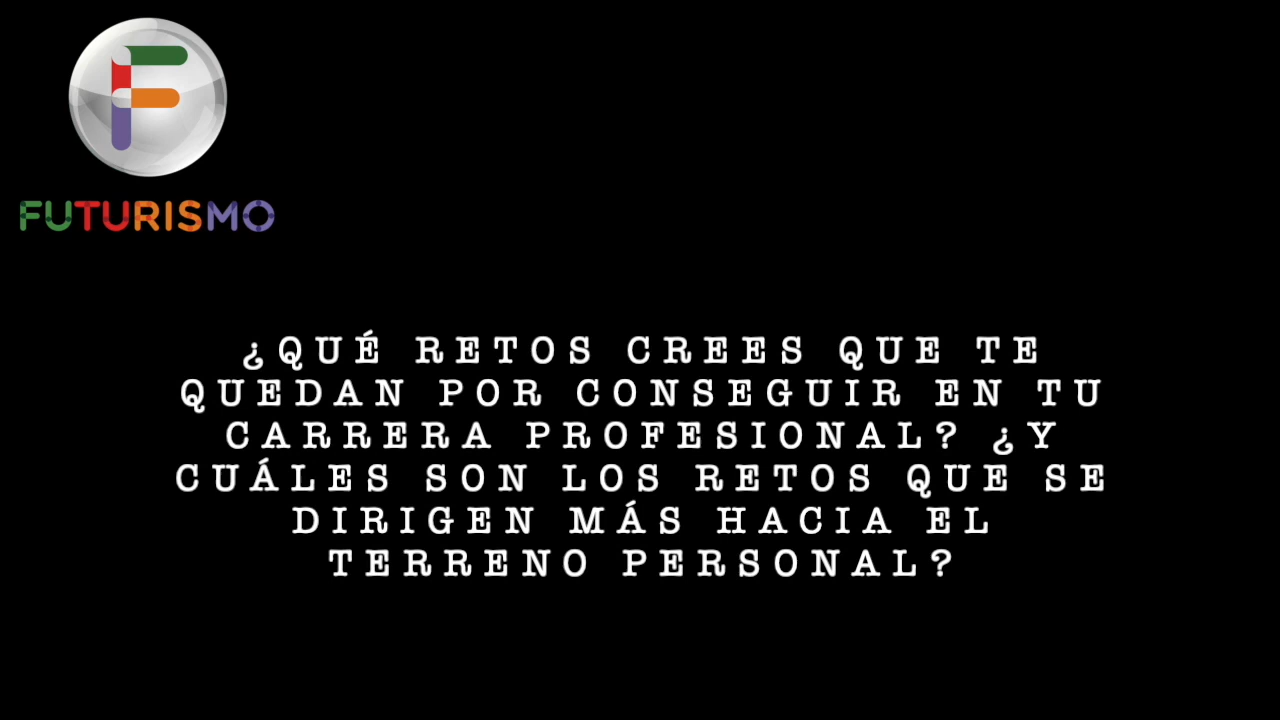 FUTURISMO
¿QUÉ RETOS CREES QUE TE
QUEDAN POR CONSEGUIR EN TU
CARRERA PROFESIONAL? ¿Y
CUÁLES SON LOS RETOS QUE SE
DIRIGEN MÁS HACIA EL
TERRENO PERSONAL?